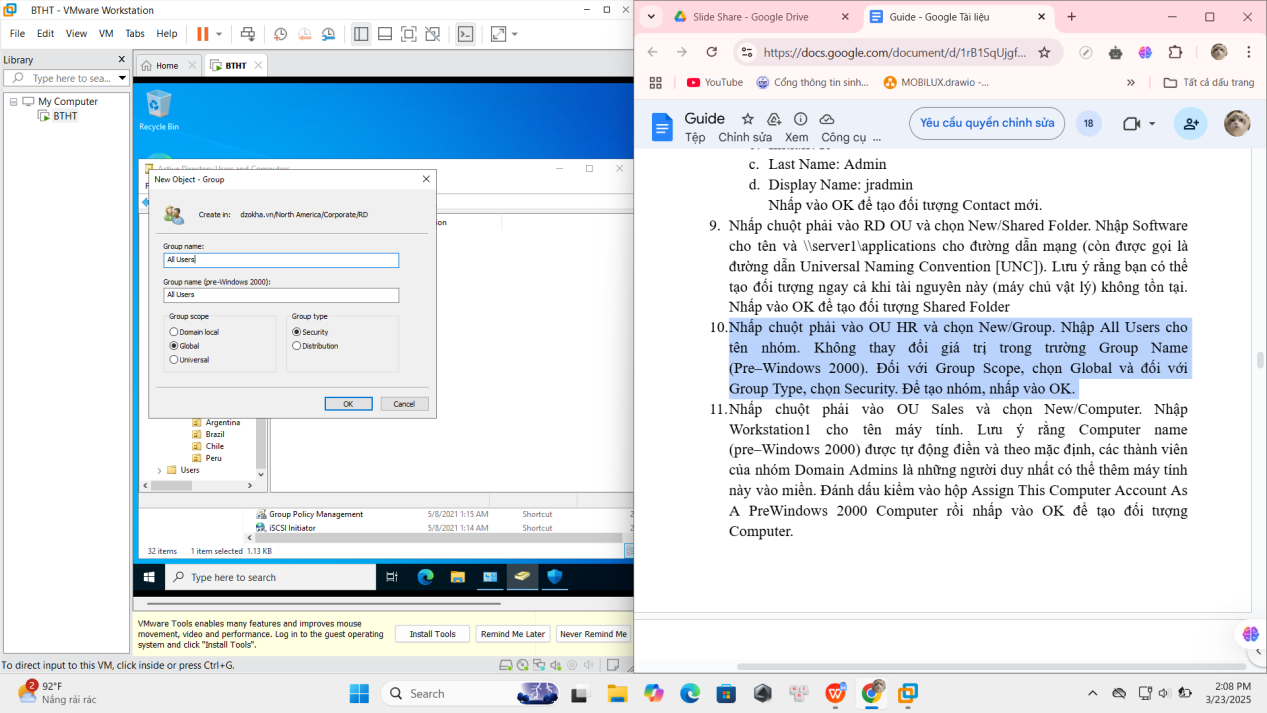 BTHT - VMware Workstation
File Edit View VM Tabs Help
Library
Type here to sea...
My Computer
BTHT
Home
BTHT
Recycle Bin
Active Directory Users and Computers
New Object - Group
Create in: dzokha.vn/North America/Corporate/RD
Group name:
All Users
Group name (pre-Windows 2000):
All Users
Group scope
Domain local
Global
Universal
Group type
Security
Distribution
OK
Cancel
Argentina
Brazil
Chile
Peru
Users
Group Policy Management 5/8/2021 1:15 AM Shortcut
iSCSI Initiator 5/8/2021 1:14 AM Shortcut
32 items 1 item selected 1.13 KB
Type here to search
VMware Tools enables many features and improves mouse
movement, video and performance. Log in to the guest operating
system and click "Install Tools".
Install Tools
Remind Me Later
Never Remind Me
To direct input to this VM, click inside or press Ctrl+G.
Slide Share - Google Drive
Guide - Google Tài liệu
https://docs.google.com/document/d/1rB1SqUjgf...
YouTube
Cổng thông tin sinh...
MOBILUX.drawio -...
Tất cả dấu trang
Guide
Tệp Chỉnh sửa Xem Công cụ ...
Yêu cầu quyền chỉnh sửa
18
c. Last Name: Admin
d. Display Name: jradmin
Nhấp vào OK để tạo đối tượng Contact mới.
9. Nhấp chuột phải vào RD OU và chọn New/Shared Folder. Nhập Software
cho tên và \\server1\applications cho đường dẫn mạng (còn được gọi là
đường dẫn Universal Naming Convention [UNC]). Lưu ý rằng bạn có thể
tạo đối tượng ngay cả khi tài nguyên này (máy chủ vật lý) không tồn tại.
Nhấp vào OK để tạo đối tượng Shared Folder
10. Nhấp chuột phải vào OU HR và chọn New/Group. Nhập All Users cho
tên nhóm. Không thay đổi giá trị trong trường Group Name
(Pre–Windows 2000). Đối với Group Scope, chọn Global và đối với
Group Type, chọn Security. Để tạo nhóm, nhấp vào OK.
11. Nhấp chuột phải vào OU Sales và chọn New/Computer. Nhập
Workstation1 cho tên máy tính. Lưu ý rằng Computer name
(pre–Windows 2000) được tự động điền và theo mặc định, các thành viên
của nhóm Domain Admins là những người duy nhất có thể thêm máy tính
này vào miền. Đánh dấu kiểm vào hộp Assign This Computer Account As
A PreWindows 2000 Computer rồi nhấp vào OK để tạo đối tượng
Computer.
2
92°F
Nắng rải rác
Search
2:08 PM
3/23/2025